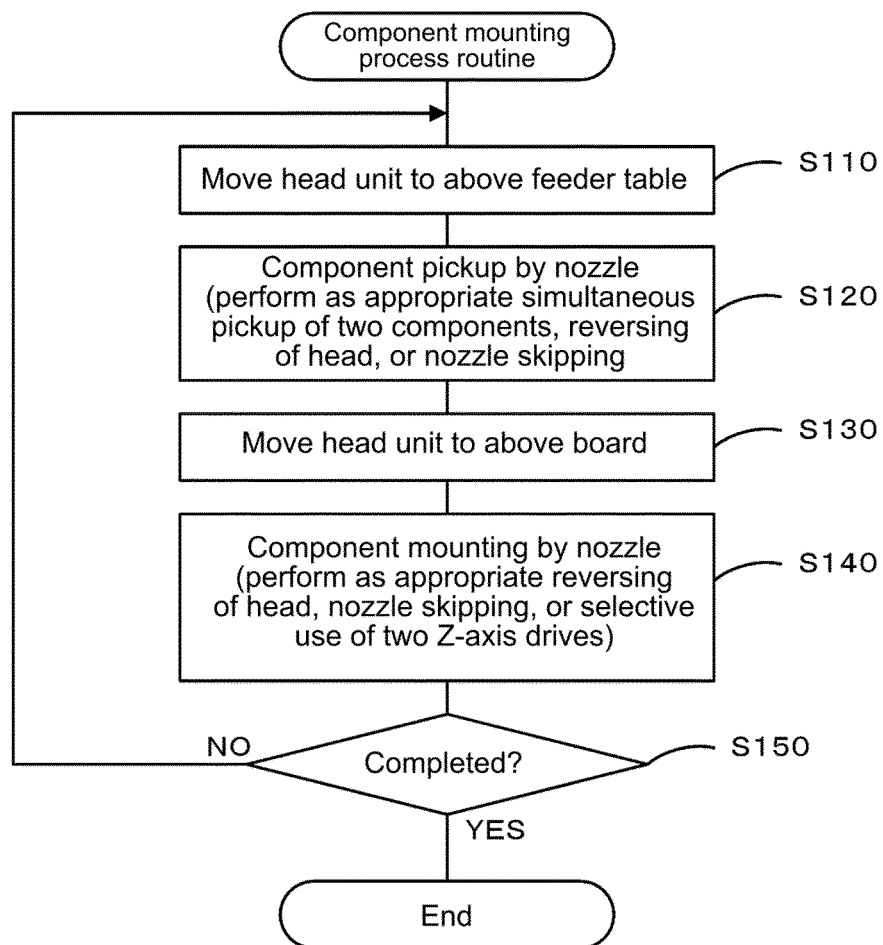 Component mounting
process routine
Move head unit to above feeder table
S110
Component pickup by nozzle
(perform as appropriate simultaneous
pickup of two components, reversing
of head, or nozzle skipping
S120
Move head unit to above board
S130
Component mounting by nozzle
(perform as appropriate reversing
of head, nozzle skipping, or selective
use of two Z-axis drives)
S140
NO
Completed?
S150
YES
End